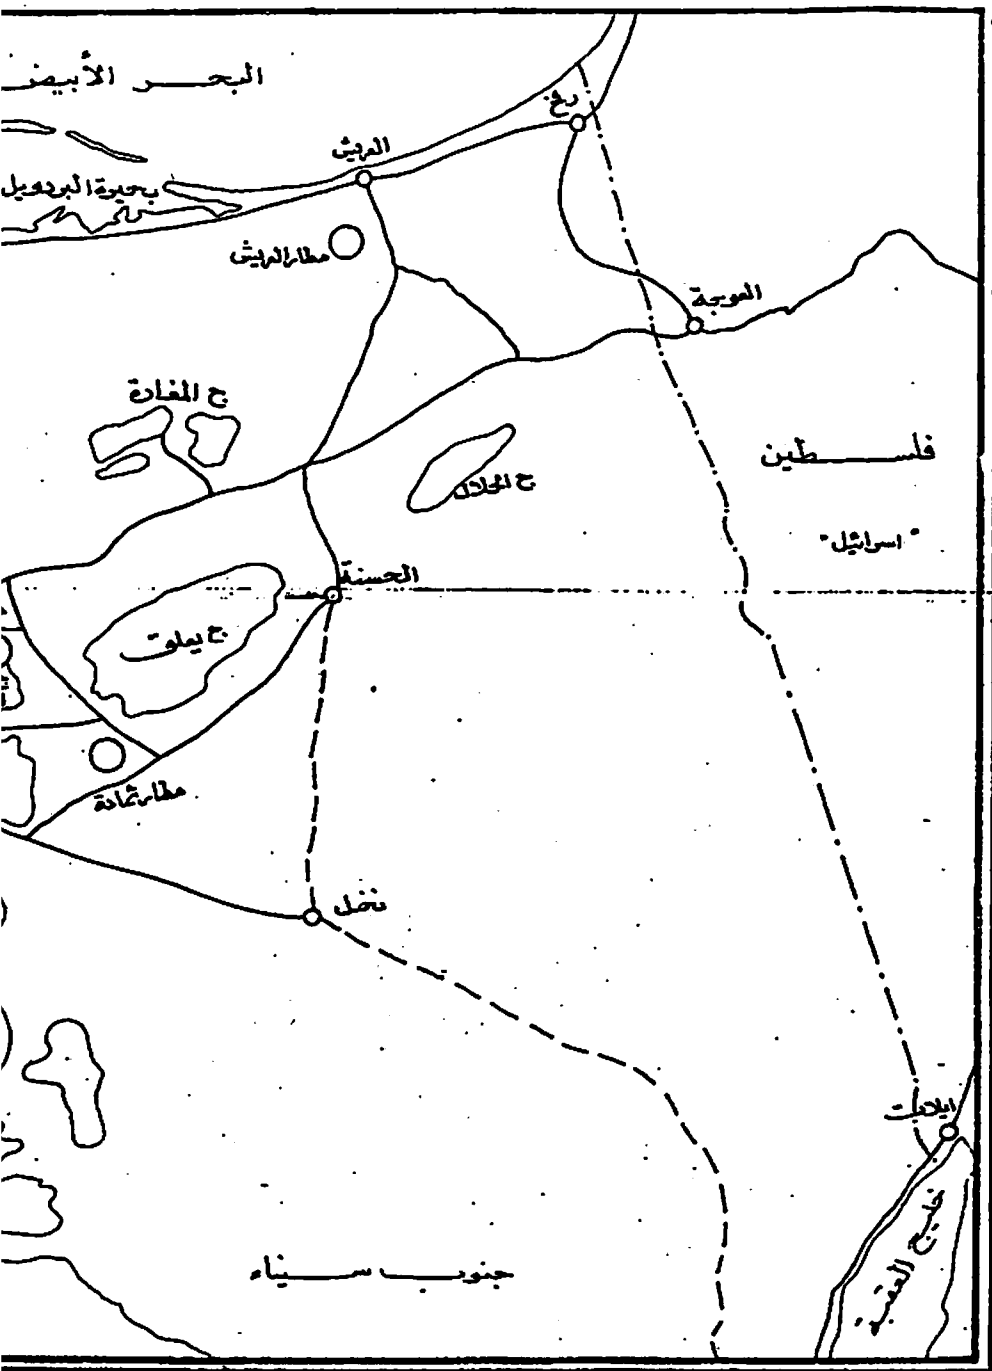 البحر الأبيض
رفح
العريش
بحيرة البردويل
مطار العريش
العوجة
ج المغارة
فلسطين
ج الحلال
"اسرائيل"
الحسنة
ج يعلق
مطار ثمادة
نخل
ايلات
خليج العقبة
جنوب سيناء